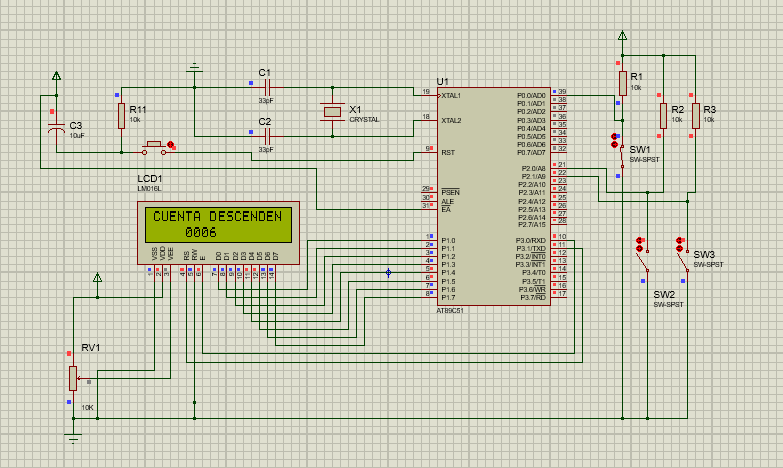 C3
10uF
R11
10k
C1
33pF
C2
33pF
X1
CRYSTAL
LCD1
LM016L
CUENTA DESCENDEN
0006
VSS
VDD
VEE
RS
RW
E
D0
D1
D2
D3
D4
D5
D6
D7
1
2
3
4
5
6
7
8
9
10
11
12
13
14
RV1
10K
U1
19 XTAL1
18 XTAL2
9 RST
29 PSEN
30 ALE
31 EA
1 P1.0
2 P1.1
3 P1.2
4 P1.3
5 P1.4
6 P1.5
7 P1.6
8 P1.7
P0.0/AD0 39
P0.1/AD1 38
P0.2/AD2 37
P0.3/AD3 36
P0.4/AD4 35
P0.5/AD5 34
P0.6/AD6 33
P0.7/AD7 32
P2.0/A8 21
P2.1/A9 22
P2.2/A10 23
P2.3/A11 24
P2.4/A12 25
P2.5/A13 26
P2.6/A14 27
P2.7/A15 28
P3.0/RXD 10
P3.1/TXD 11
P3.2/INT0 12
P3.3/INT1 13
P3.4/T0 14
P3.5/T1 15
P3.6/WR 16
P3.7/RD 17
AT89C51
R1
10k
R2
10k
R3
10k
SW1
SW-SPST
SW2
SW-SPST
SW3
SW-SPST